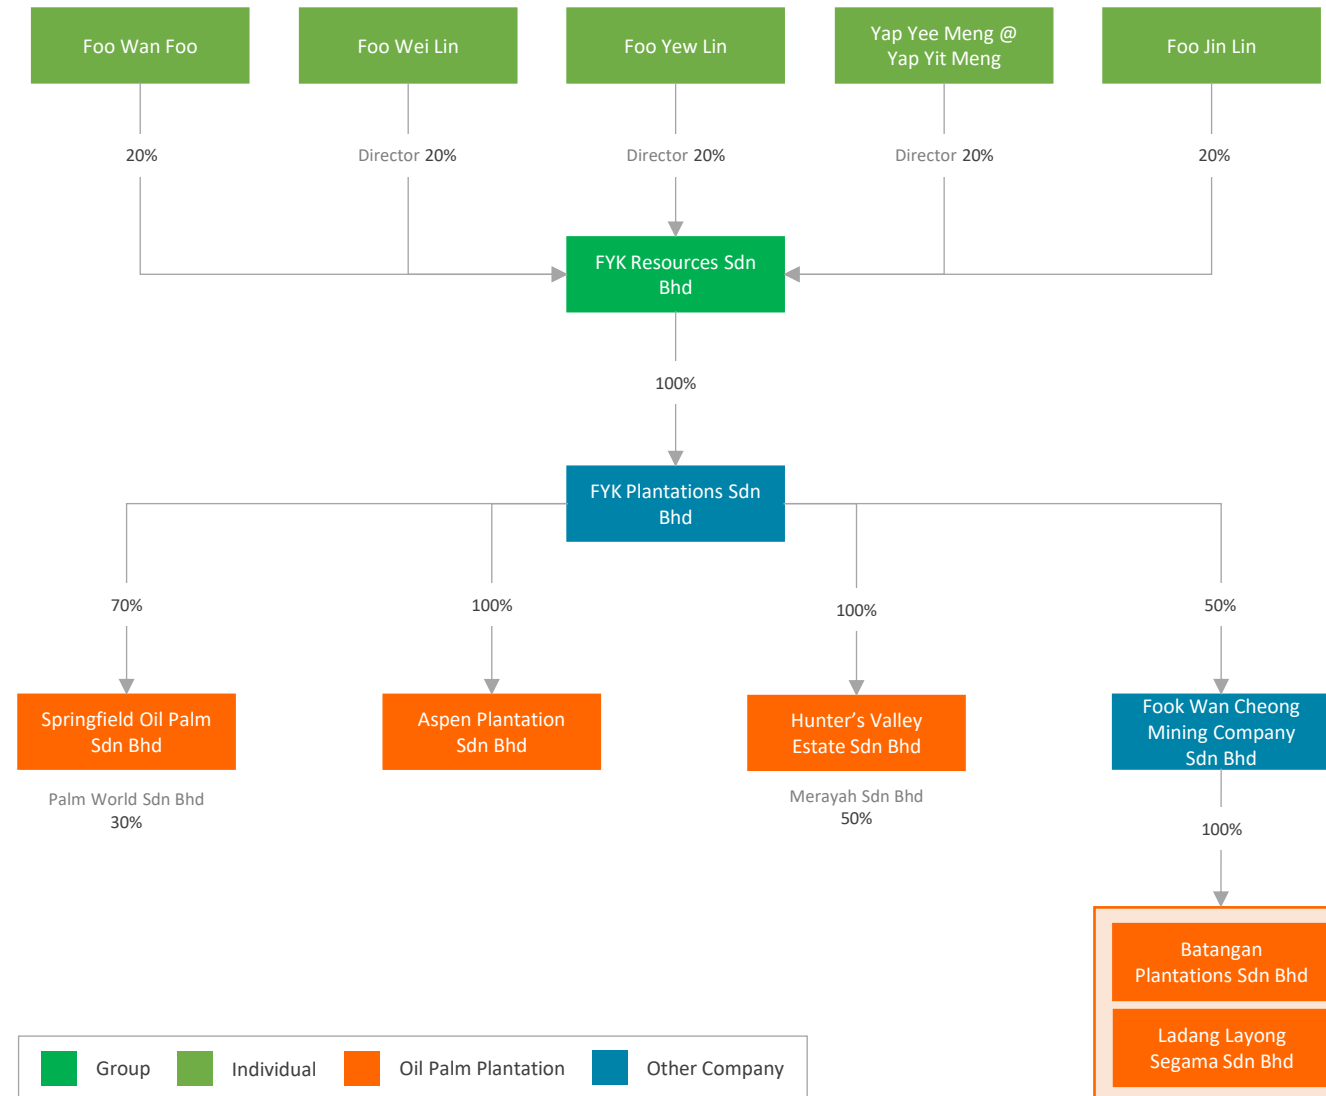 Foo Wan Foo
Foo Wei Lin
Foo Yew Lin
Yap Yee Meng @
Yap Yit Meng
Foo Jin Lin
20%
Director 20%
Director 20%
Director 20%
20%
FYK Resources Sdn
Bhd
100%
FYK Plantations Sdn
Bhd
70%
100%
100%
50%
Springfield Oil Palm
Sdn Bhd
Aspen Plantation
Sdn Bhd
Hunter’s Valley
Estate Sdn Bhd
Fook Wan Cheong
Mining Company
Sdn Bhd
Palm World Sdn Bhd
30%
Merayah Sdn Bhd
50%
100%
Batangan
Plantations Sdn Bhd
Ladang Layong
Segama Sdn Bhd
Group
Individual
Oil Palm Plantation
Other Company